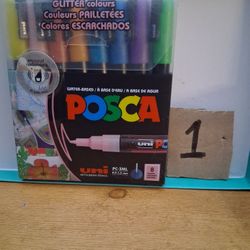 GLITTER colours
Couleurs PAILLETÉES
Colores ESCARCHADOS
WATER-BASED / À BASE D'EAU / A BASE DE AGUA
POSCA
uni
uni
PC-3ML
8
1